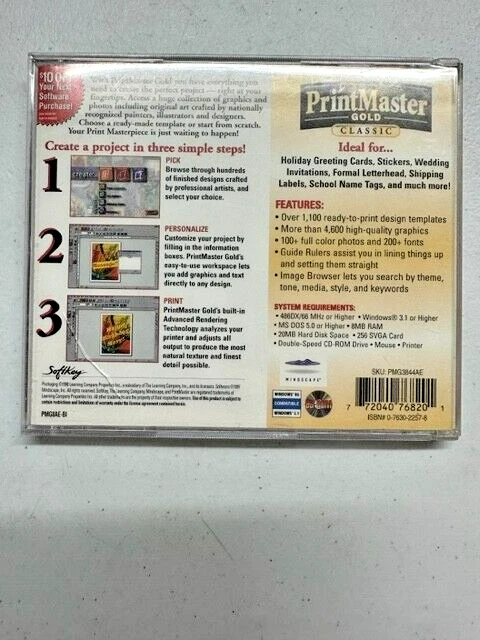 $10 Off
Your Next
Software
Purchase!
With PrintMaster Gold you have everything you
need to create the perfect project — right at your
fingertips. Access a huge collection of graphics and
photos including original art crafted by nationally
recognized painters, illustrators and designers.
Choose a ready-made template or start from scratch.
Your Print Masterpiece is just waiting to happen!
Create a project in three simple steps!
1
PICK
Browse through hundreds
of finished designs crafted
by professional artists, and
select your choice.
2
PERSONALIZE
Customize your project by
filling in the information
boxes. PrintMaster Gold's
easy-to-use workspace lets
you add graphics and text
directly to any design.
3
PRINT
PrintMaster Gold's built-in
Advanced Rendering
Technology analyzes your
printer and adjusts all
output to produce the most
natural texture and finest
detail possible.
SoftKey
PMG8AE-BI
PrintMaster
GOLD
CLASSIC
Ideal for...
Holiday Greeting Cards, Stickers, Wedding
Invitations, Formal Letterhead, Shipping
Labels, School Name Tags, and much more!
FEATURES:
• Over 1,100 ready-to-print design templates
• More than 4,600 high-quality graphics
• 100+ full color photos and 200+ fonts
• Guide Rulers assist you in lining things up
and setting them straight
• Image Browser lets you search by theme,
tone, media, style, and keywords
SYSTEM REQUIREMENTS:
• 486DX/66 MHz or Higher • Windows® 3.1 or Higher
• MS DOS 5.0 or Higher • 8MB RAM
• 20MB Hard Disk Space • 256 SVGA Card
• Double-Speed CD-ROM Drive • Mouse • Printer
MINDSCAPE
WINDOWS 95
COMPATIBLE
WINDOWS 3.1
CD-ROM
SKU: PMG3844AE
7 72040 76820 1
ISBN# 0-7630-2257-8